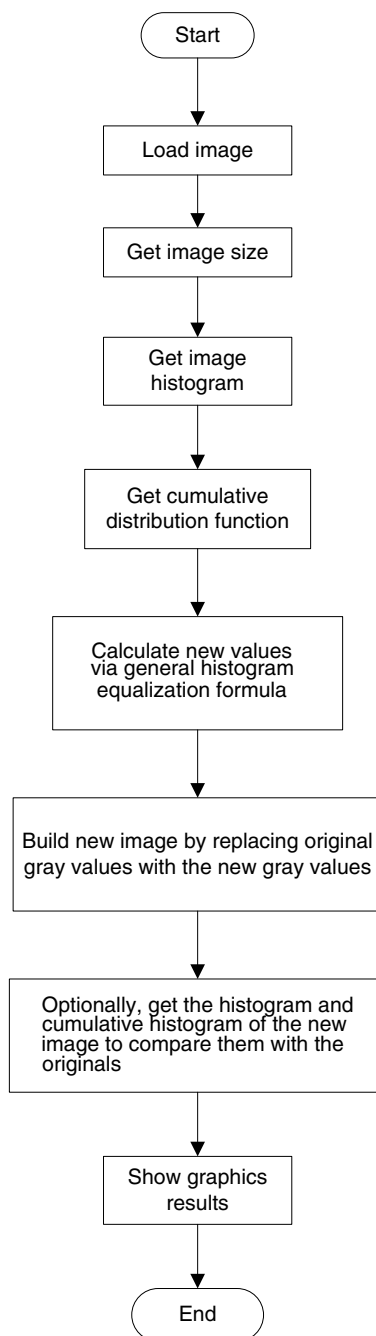 Start
Load image
Get image size
Get image
histogram
Get cumulative
distribution function
Calculate new values
via general histogram
equalization formula
Build new image by replacing original
gray values with the new gray values
Optionally, get the histogram and
cumulative histogram of the new
image to compare them with the
originals
Show graphics
results
End